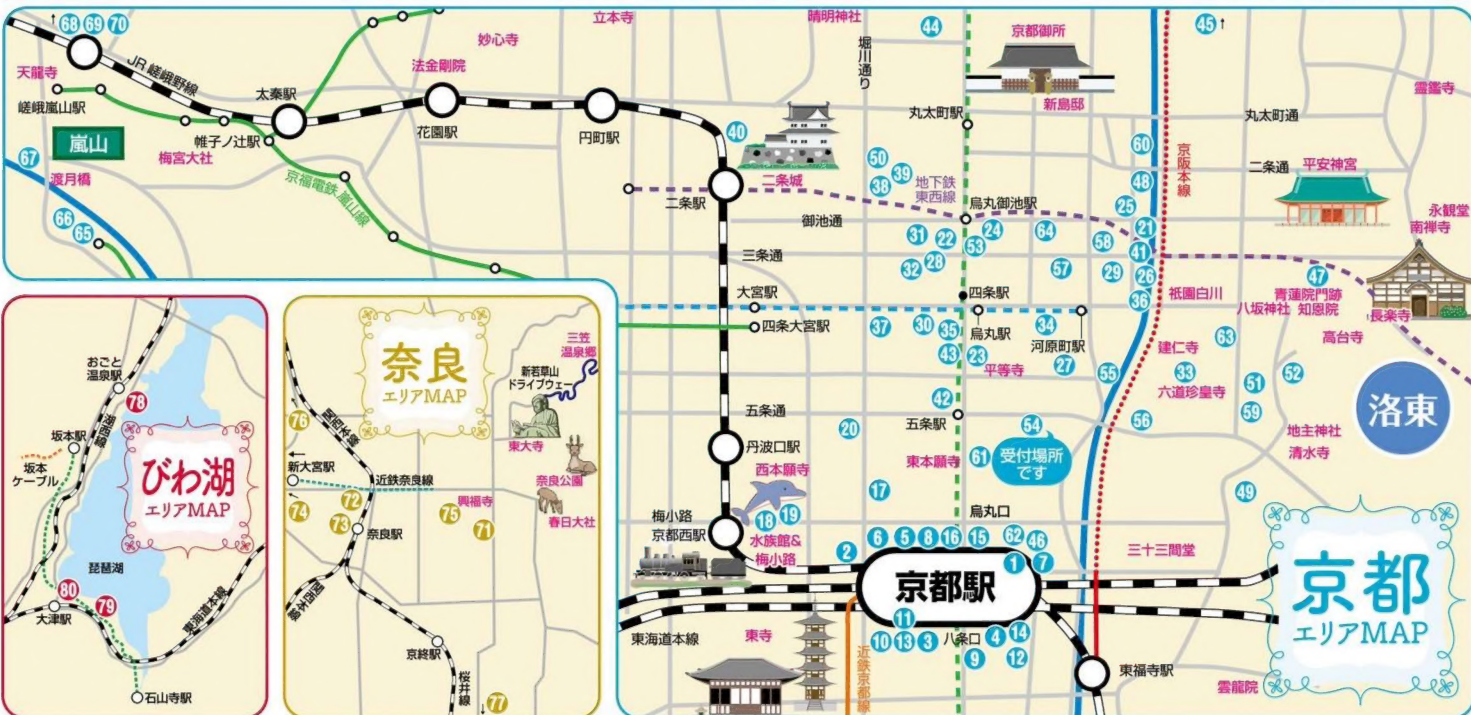 ↑
68
69
70
立本寺
晴明神社
44
45
↑
妙心寺
堀川通り
京都御所
天龍寺
JR嵯峨野線
法金剛院
霊鑑寺
嵯峨嵐山駅
太秦駅
新島邸
丸太町駅
丸太町通
嵐山
帷子ノ辻駅
花園駅
円町駅
40
60
京阪本線
67
梅宮大社
50
39
二条通
平安神宮
渡月橋
京福電鉄嵐山線
二条城
38
地下鉄
東西線
48
66
65
二条駅
烏丸御池駅
25
永観堂
御池通
31
22
53
24
64
58
21
南禅寺
三条通
32
28
57
29
41
26
47
大宮駅
四条駅
36
祇園白川
青蓮院門跡
八坂神社
知恩院
長楽寺
四条大宮駅
37
30
35
烏丸駅
34
河原町駅
63
高台寺
43
23
平等寺
27
建仁寺
55
33
六道珍皇寺
51
52
洛東
五条通
42
五条駅
54
56
59
丹波口駅
20
東本願寺
61
受付場所
です
地主神社
清水寺
西本願寺
17
49
梅小路
京都西駅
18
19
水族館&
梅小路
烏丸口
2
6
5
8
16
15
62
46
1
7
三十三間堂
京都駅
11
10
13
3
八条口
4
14
9
12
東海道本線
東寺
近鉄京都線
東福寺駅
雲龍院
京都
エリアMAP
おごと
温泉駅
78
湖西線
坂本駅
坂本
ケーブル
びわ湖
エリアMAP
琵琶湖
80
79
大津駅
東海道本線
石山寺駅
奈良
エリアMAP
三笠
温泉郷
新若草山
ドライブウェー
76
関西本線
東大寺
新大宮駅
近鉄奈良線
奈良公園
74
72
73
奈良駅
興福寺
75
71
春日大社
関西本線
京終駅
桜井線
77